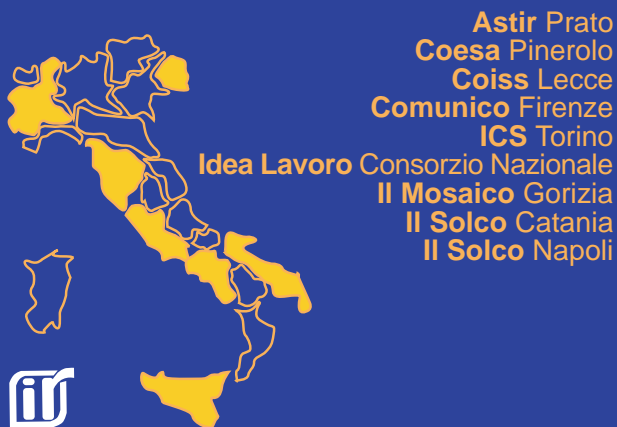 Astir Prato
Coesa Pinerolo
Coiss Lecce
Comunico Firenze
ICS Torino
Idea Lavoro Consorzio Nazionale
Il Mosaico Gorizia
Il Solco Catania
Il Solco Napoli